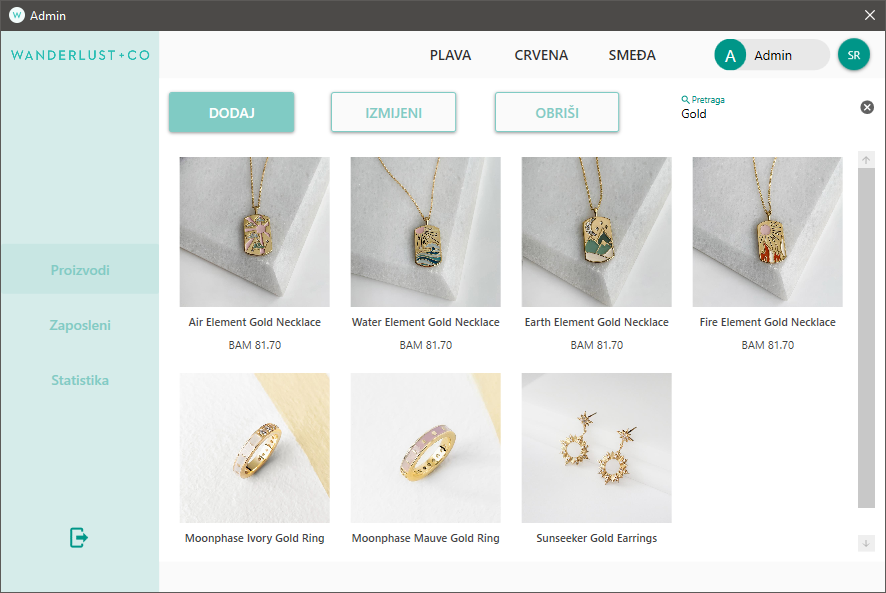 W Admin
WANDERLUST+CO
PLAVA CRVENA SMEĐA A Admin SR
DODAJ IZMIJENI OBRIŠI
Pretraga
Gold
Proizvodi
Zaposleni
Statistika
Air Element Gold Necklace
BAM 81.70
Water Element Gold Necklace
BAM 81.70
Earth Element Gold Necklace
BAM 81.70
Fire Element Gold Necklace
BAM 81.70
Moonphase Ivory Gold Ring
Moonphase Mauve Gold Ring
Sunseeker Gold Earrings